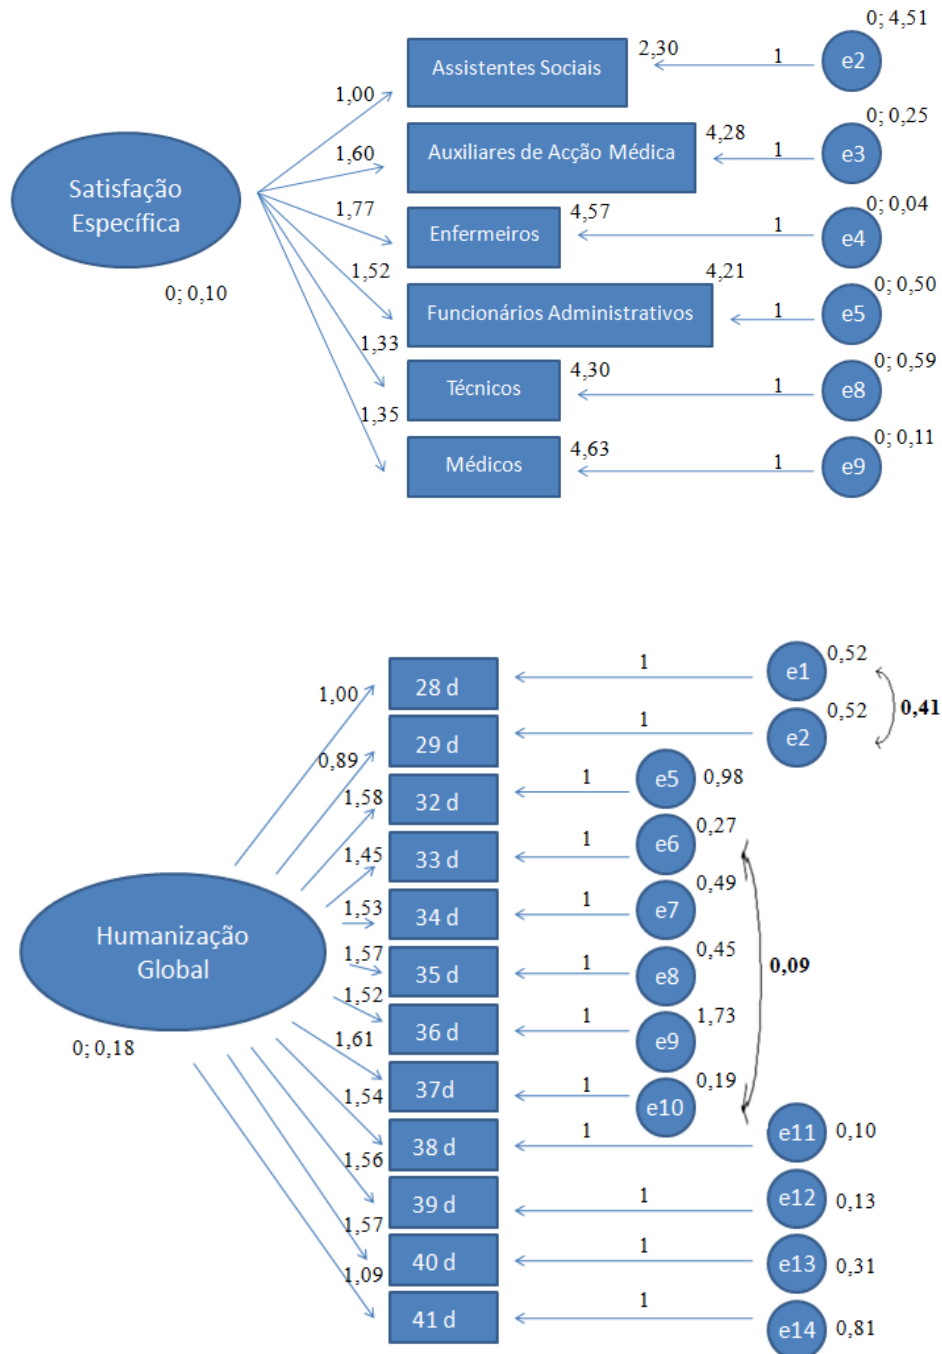 0; 4,51
2,30
Assistentes Sociais
1
e2
1,00
0; 0,25
4,28
Auxiliares de Acção Médica
1
e3
1,60
Satisfação
Específica
0; 0,04
1,77
4,57
Enfermeiros
1
e4
1,52
4,21
0; 0,50
0; 0,10
Funcionários Administrativos
1
e5
1,33
0; 0,59
4,30
Técnicos
1
e8
1,35
0; 0,11
4,63
Médicos
1
e9
0,52
1
e1
28 d
1,00
0,41
0,52
1
e2
29 d
0,89
e5
0,98
1
32 d
1,58
0,27
e6
1
33 d
1,45
0,49
e7
1
34 d
1,53
Humanização
Global
0,45
e8
1
35 d
1,57
0,09
1,52
1,73
e9
1
36 d
0; 0,18
1,61
0,19
1
37d
e10
1,54
1
e11
0,10
38 d
1,56
1
e12
0,13
39 d
1,57
1
e13
0,31
40 d
1,09
1
41 d
e14
0,81